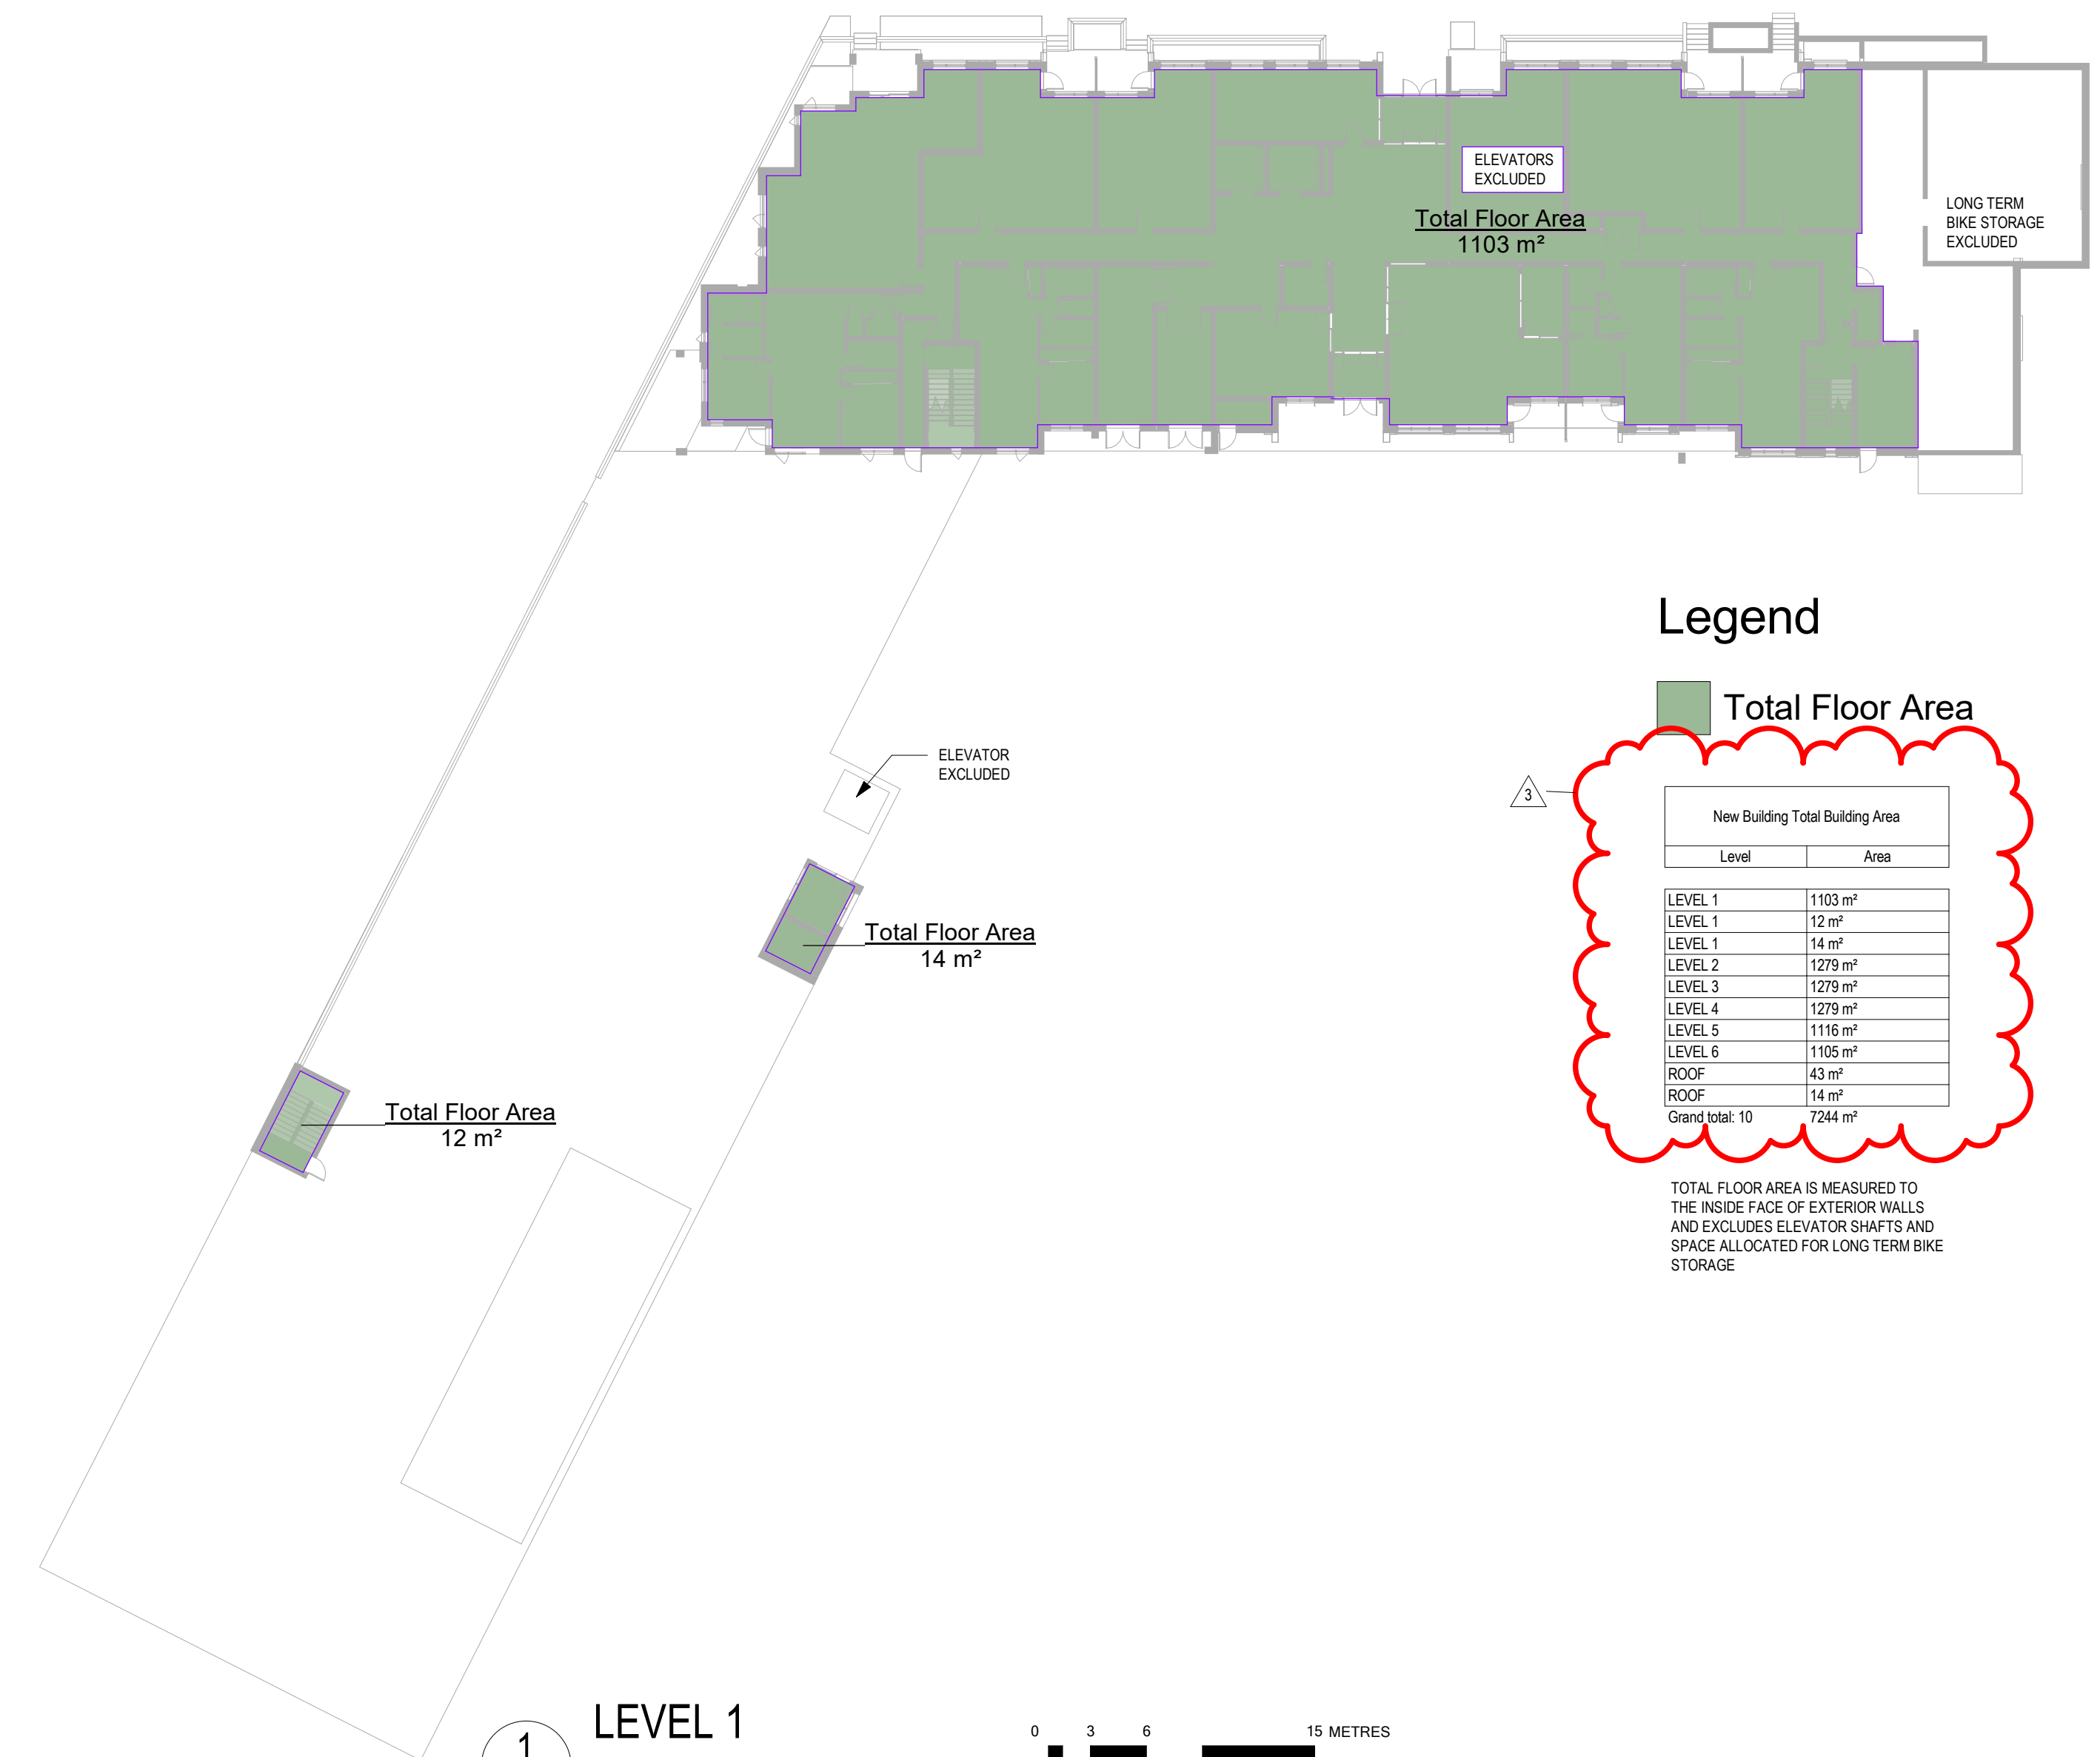 ELEVATORS
EXCLUDED
Total Floor Area
1103 m²
LONG TERM
BIKE STORAGE
EXCLUDED
Legend
Total Floor Area
ELEVATOR
EXCLUDED
3
New Building Total Building Area
Level Area
LEVEL 1 1103 m²
LEVEL 1 12 m²
LEVEL 1 14 m²
LEVEL 2 1279 m²
LEVEL 3 1279 m²
LEVEL 4 1279 m²
LEVEL 5 1116 m²
LEVEL 6 1105 m²
ROOF 43 m²
ROOF 14 m²
Grand total: 10 7244 m²
Total Floor Area
14 m²
Total Floor Area
12 m²
TOTAL FLOOR AREA IS MEASURED TO
THE INSIDE FACE OF EXTERIOR WALLS
AND EXCLUDES ELEVATOR SHAFTS AND
SPACE ALLOCATED FOR LONG TERM BIKE
STORAGE
1
LEVEL 1
0 3 6 15 METRES